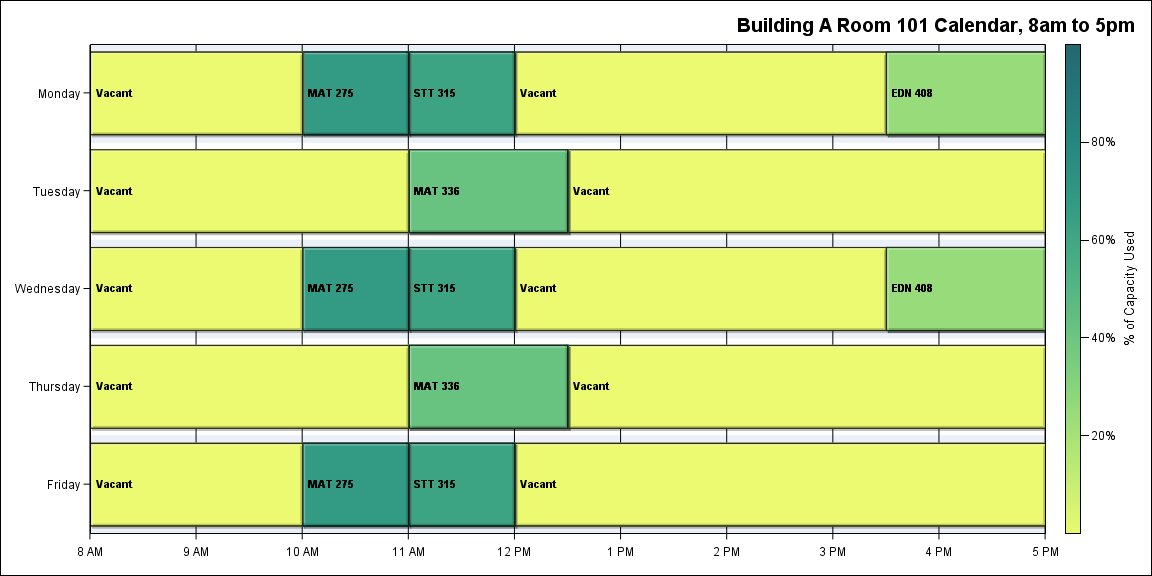 Building A Room 101 Calendar, 8am to 5pm
Monday
Vacant
MAT 275
STT 315
Vacant
EDN 408
Tuesday
Vacant
MAT 336
Vacant
Wednesday
Vacant
MAT 275
STT 315
Vacant
EDN 408
Thursday
Vacant
MAT 336
Vacant
Friday
Vacant
MAT 275
STT 315
Vacant
8 AM
9 AM
10 AM
11 AM
12 PM
1 PM
2 PM
3 PM
4 PM
5 PM
80%
60%
40%
20%
% of Capacity Used